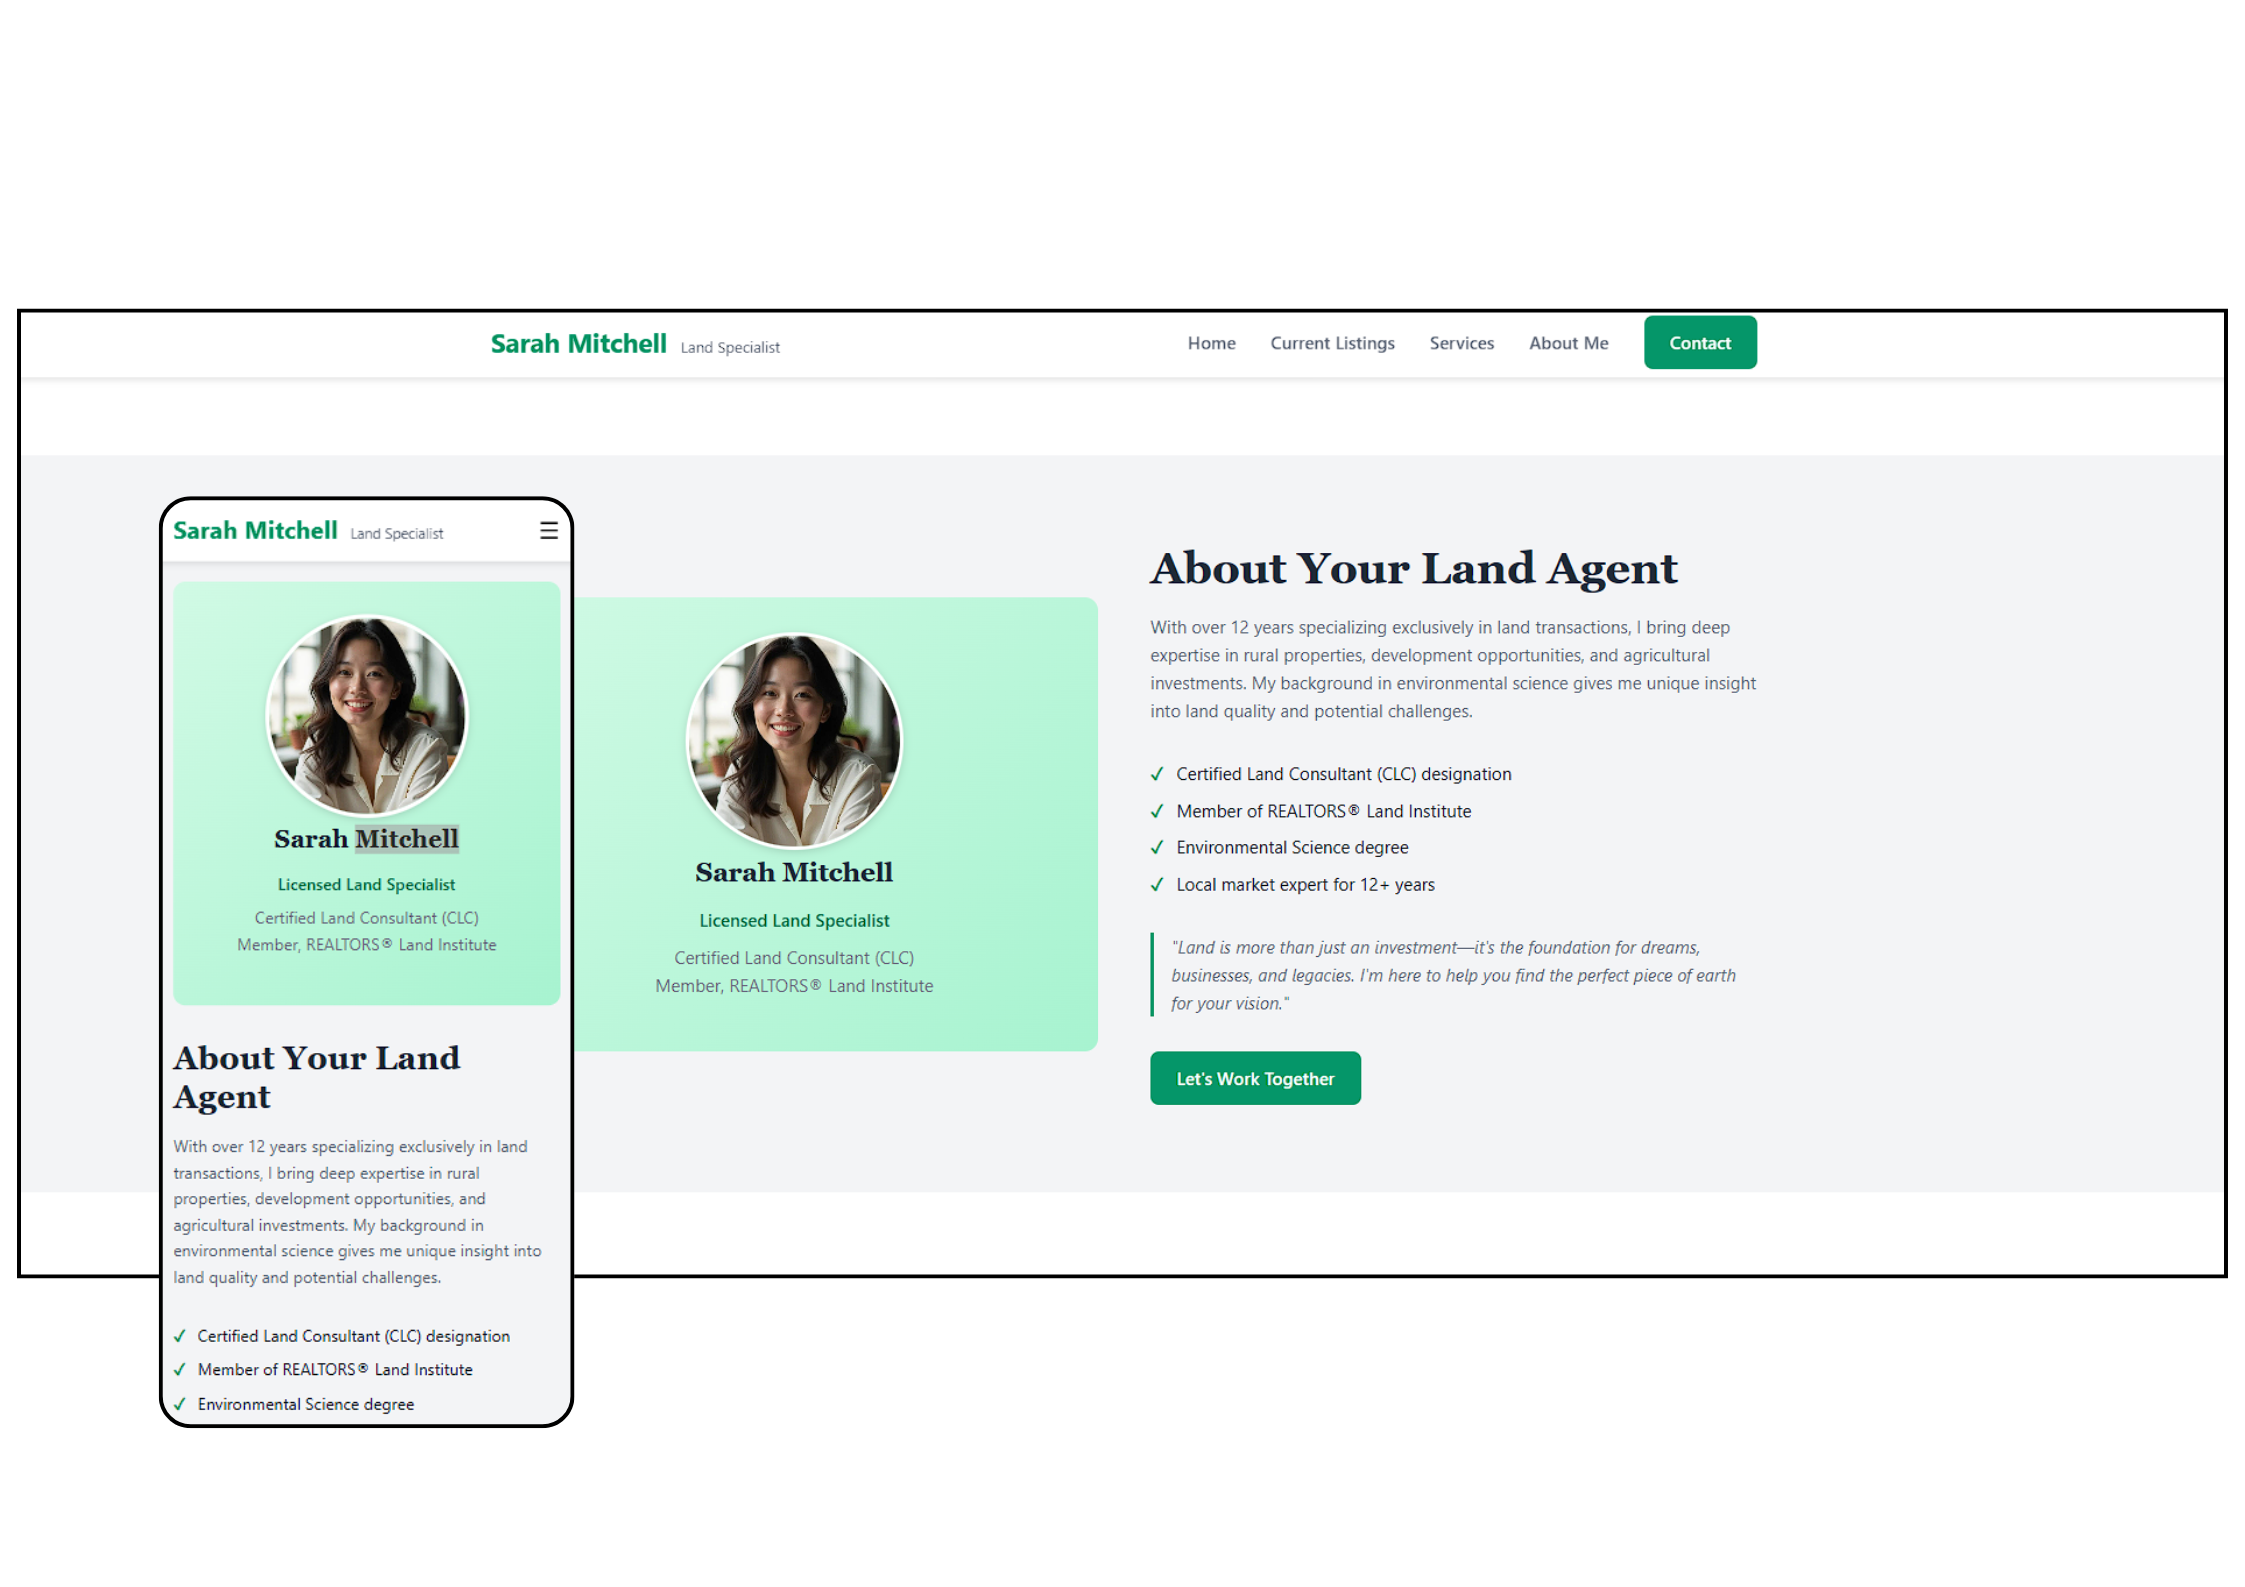 Sarah Mitchell Land Specialist
Home Current Listings Services About Me Contact
Sarah Mitchell Land Specialist ☰
Sarah Mitchell
Licensed Land Specialist
Certified Land Consultant (CLC)
Member, REALTORS® Land Institute
About Your Land
Agent
With over 12 years specializing exclusively in land
transactions, I bring deep expertise in rural
properties, development opportunities, and
agricultural investments. My background in
environmental science gives me unique insight into
land quality and potential challenges.
✓ Certified Land Consultant (CLC) designation
✓ Member of REALTORS® Land Institute
✓ Environmental Science degree
Sarah Mitchell
Licensed Land Specialist
Certified Land Consultant (CLC)
Member, REALTORS® Land Institute
About Your Land Agent
With over 12 years specializing exclusively in land transactions, I bring deep
expertise in rural properties, development opportunities, and agricultural
investments. My background in environmental science gives me unique insight
into land quality and potential challenges.
✓ Certified Land Consultant (CLC) designation
✓ Member of REALTORS® Land Institute
✓ Environmental Science degree
✓ Local market expert for 12+ years
"Land is more than just an investment—it's the foundation for dreams,
businesses, and legacies. I'm here to help you find the perfect piece of earth
for your vision."
Let's Work Together